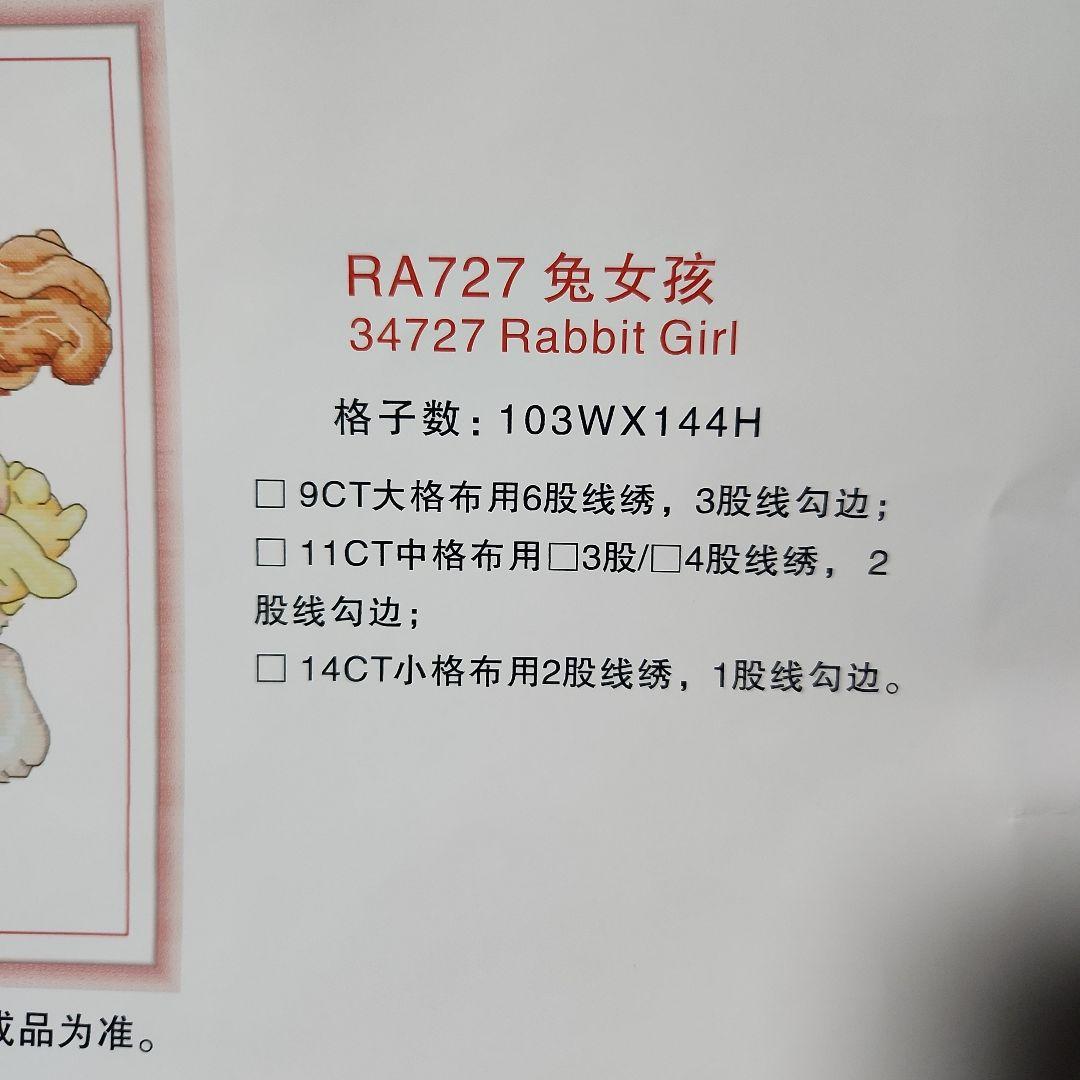 RA727 兔女孩
34727 Rabbit Girl
格子数：103WX144H
□ 9CT大格布用6股线绣，3股线勾边；
□ 11CT中格布用□3股/□4股线绣，2
股线勾边；
□ 14CT小格布用2股线绣，1股线勾边。
成品为准。